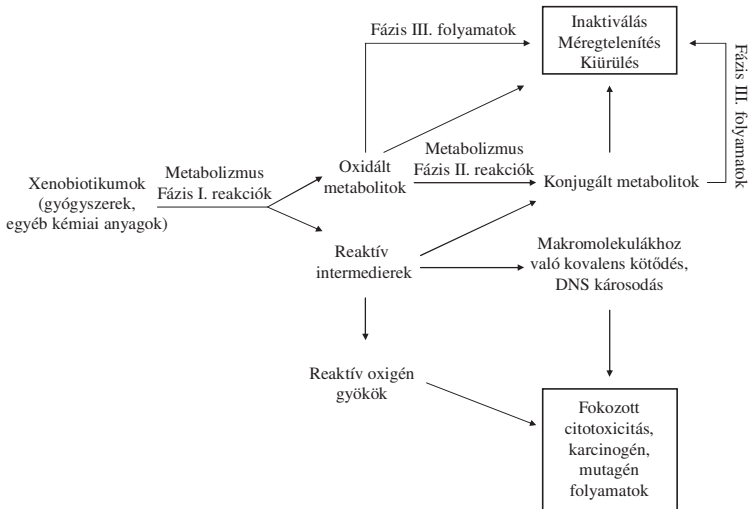 Fázis III. folyamatok
Inaktiválás
Méregtelenítés
Kiürülés
Fázis III. folyamatok
Metabolizmus
Fázis I. reakciók
Xenobiotikumok
(gyógyszerek,
egyéb kémiai anyagok)
Oxidált
metabolitok
Metabolizmus
Fázis II. reakciók
Konjugált metabolitok
Reaktív
intermedierek
Makromolekulákhoz
való kovalens kötődés,
DNS károsodás
Reaktív oxigén
gyökök
Fokozott
citotoxicitás,
karcinogén,
mutagén
folyamatok